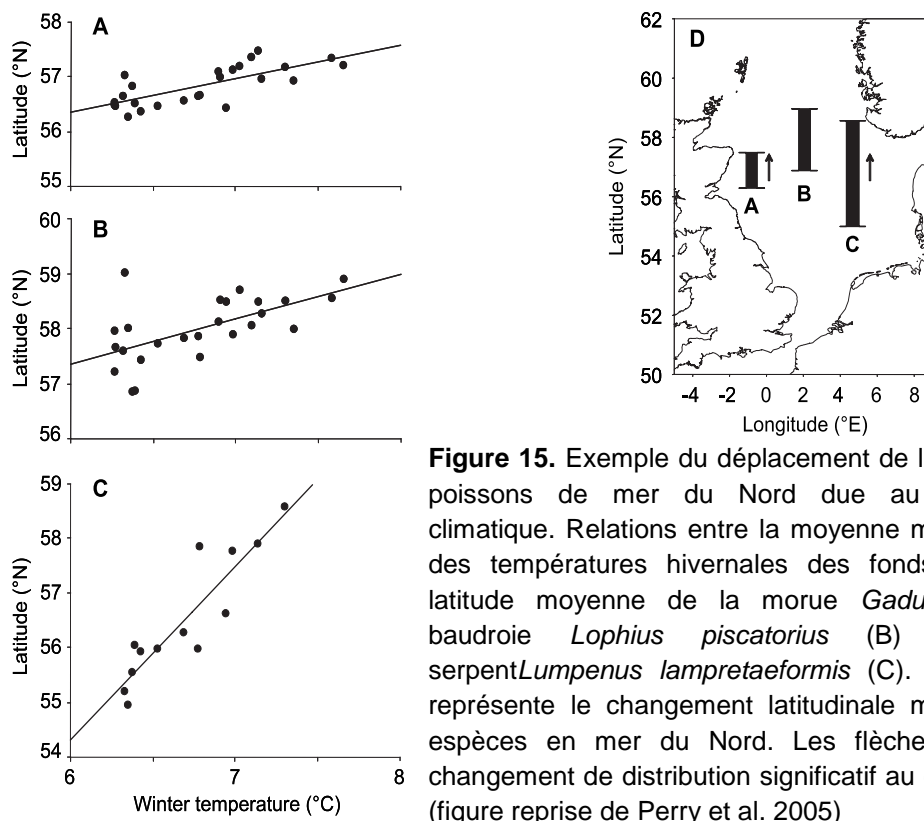 A
58
57
56
55
Latitude (°N)
B
60
59
58
57
56
Latitude (°N)
C
59
58
57
56
55
54
Latitude (°N)
6
7
8
Winter temperature (°C)
D
62
60
58
56
54
52
50
Latitude (°N)
A
B
C
-4 -2 0 2 4 6 8
Longitude (°E)
Figure 15. Exemple du déplacement de l
poissons de mer du Nord due au
climatique. Relations entre la moyenne m
des températures hivernales des fonds
latitude moyenne de la morue Gadu
baudroie Lophius piscatorius (B)
serpentLumpenus lampretaeformis (C).
représente le changement latitudinale m
espèces en mer du Nord. Les flèche
changement de distribution significatif au
(figure reprise de Perry et al. 2005)